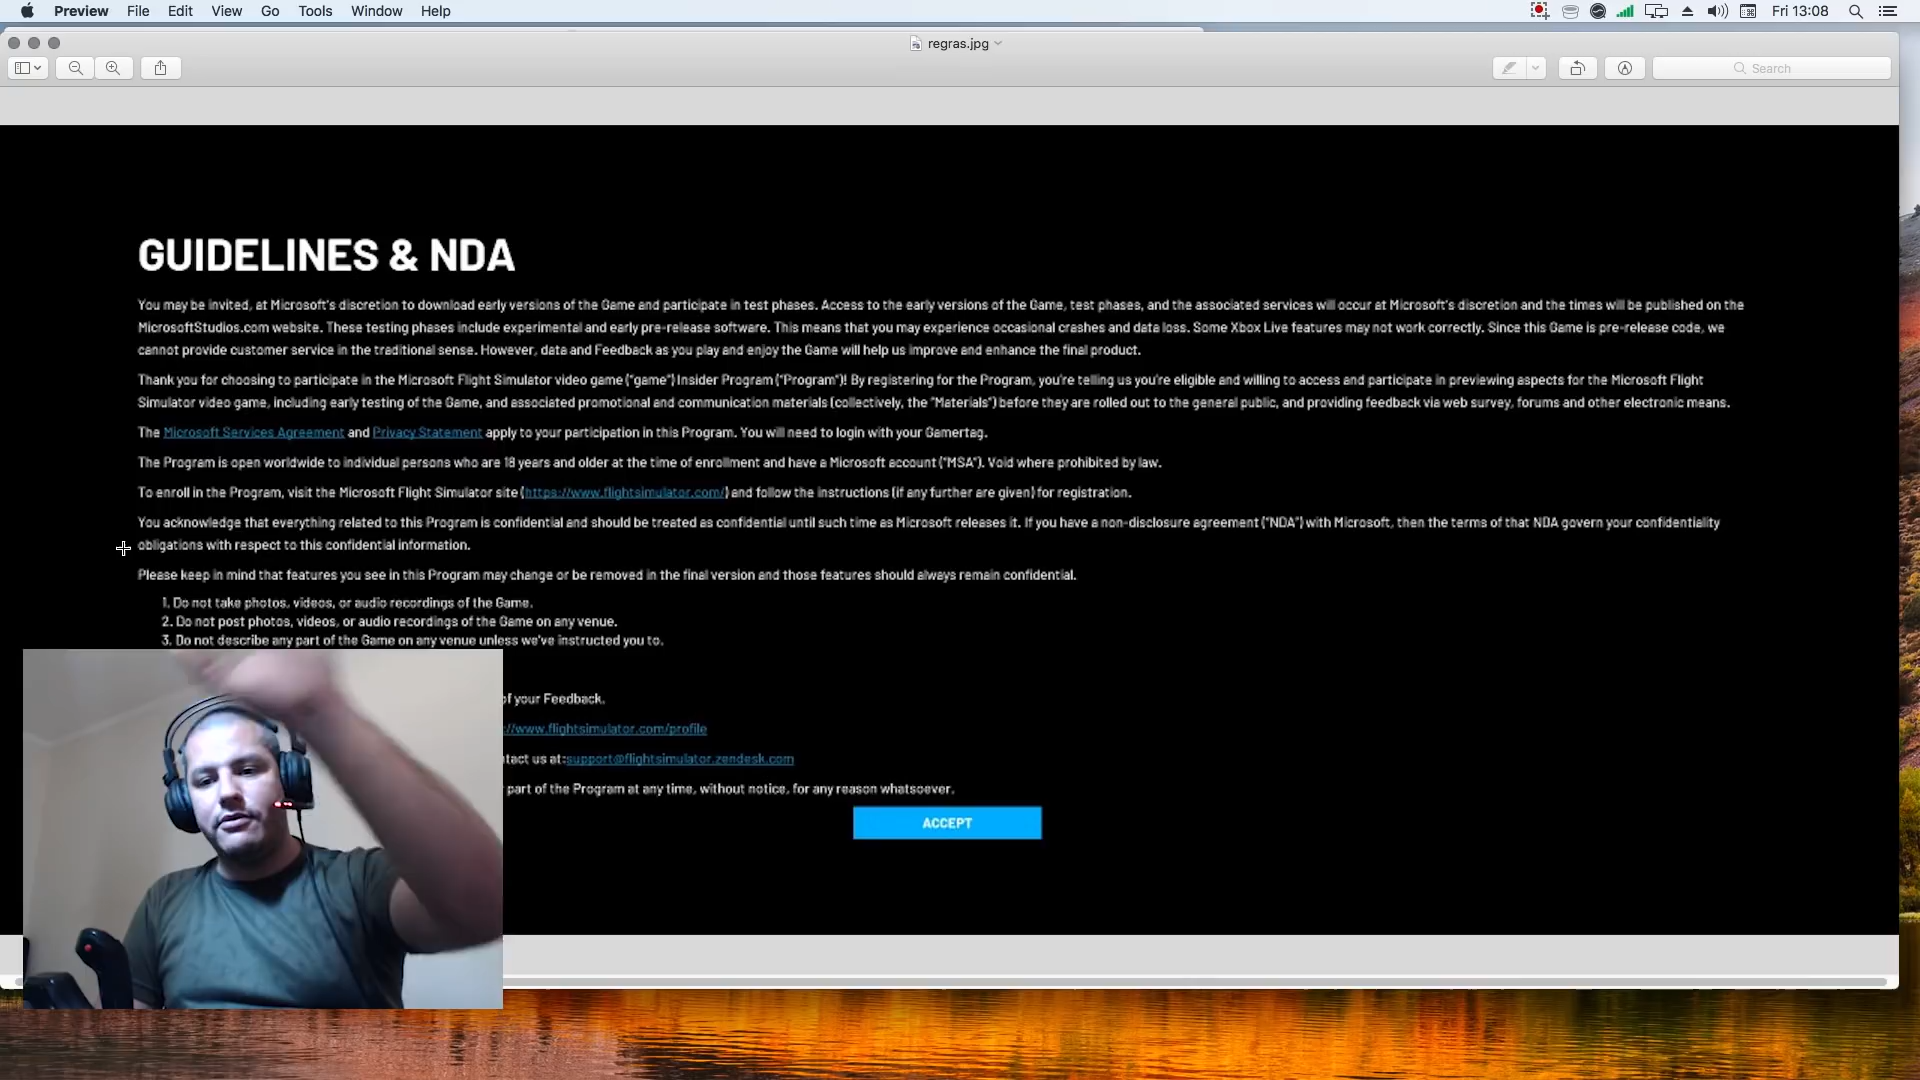 Preview File Edit View Go Tools Window Help
Fri 13:08
regras.jpg
Search
GUIDELINES & NDA
You may be invited, at Microsoft's discretion to download early versions of the Game and participate in test phases. Access to the early versions of the Game, test phases, and the associated services will occur at Microsoft's discretion and the times will be published on the
MicrosoftStudios.com website. These testing phases include experimental and early pre-release software. This means that you may experience occasional crashes and data loss. Some Xbox Live features may not work correctly. Since this Game is pre-release code, we
cannot provide customer service in the traditional sense. However, data and Feedback as you play and enjoy the Game will help us improve and enhance the final product.
Thank you for choosing to participate in the Microsoft Flight Simulator video game ("game") Insider Program ("Program")! By registering for the Program, you're telling us you're eligible and willing to access and participate in previewing aspects for the Microsoft Flight
Simulator video game, including early testing of the Game, and associated promotional and communication materials (collectively, the "Materials") before they are rolled out to the general public, and providing feedback via web survey, forums and other electronic means.
The Microsoft Services Agreement and Privacy Statement apply to your participation in this Program. You will need to login with your Gamertag.
The Program is open worldwide to individual persons who are 18 years and older at the time of enrollment and have a Microsoft account ("MSA"). Void where prohibited by law.
To enroll in the Program, visit the Microsoft Flight Simulator site (https://www.flightsimulator.com/) and follow the instructions (if any further are given) for registration.
You acknowledge that everything related to this Program is confidential and should be treated as confidential until such time as Microsoft releases it. If you have a non-disclosure agreement ("NDA") with Microsoft, then the terms of that NDA govern your confidentiality
obligations with respect to this confidential information.
Please keep in mind that features you see in this Program may change or be removed in the final version and those features should always remain confidential.
1. Do not take photos, videos, or audio recordings of the Game.
2. Do not post photos, videos, or audio recordings of the Game on any venue.
3. Do not describe any part of the Game on any venue unless we've instructed you to.
of your Feedback.
://www.flightsimulator.com/profile
ntact us at:support@flightsimulator.zendesk.com
part of the Program at any time, without notice, for any reason whatsoever.
ACCEPT